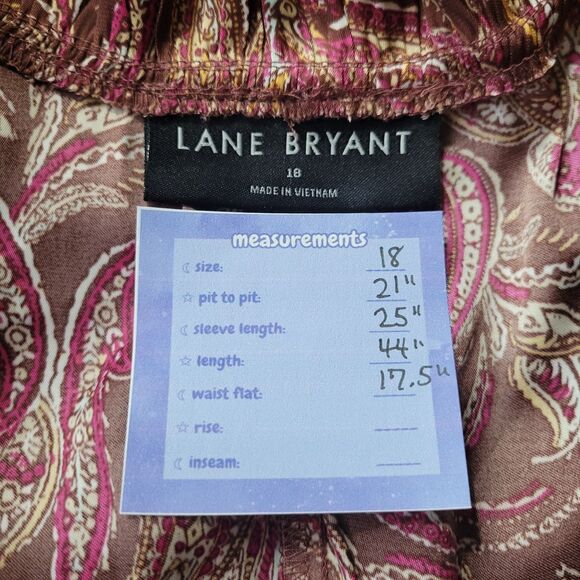 LANE BRYANT
18
MADE IN VIETNAM
measurements
size: 18
pit to pit: 21"
sleeve length: 25"
length: 44"
waist flat: 17.5"
rise:
inseam: